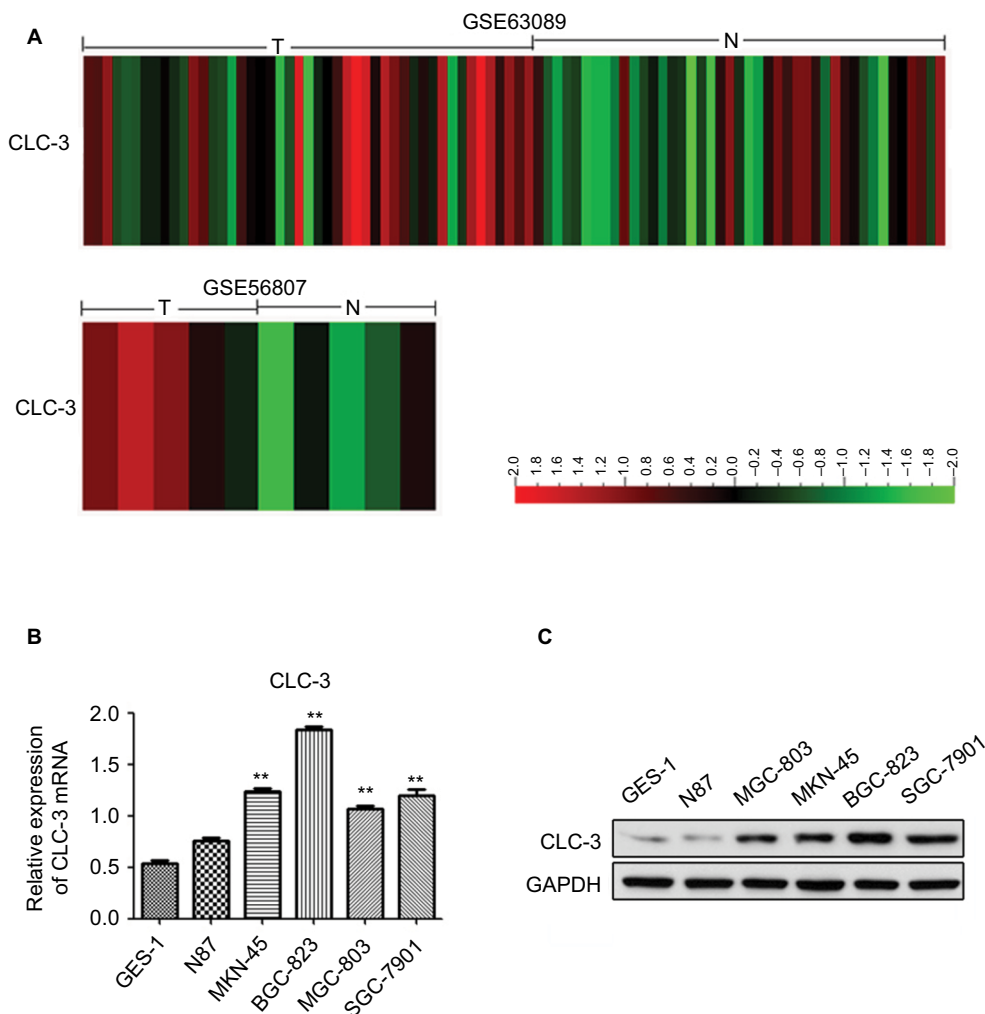 A
GSE63089
T
N
CLC-3
GSE56807
T
N
CLC-3
2.0
1.8
1.6
1.4
1.2
1.0
0.8
0.6
0.4
0.2
0.0
−0.2
−0.4
−0.6
−0.8
−1.0
−1.2
−1.4
−1.6
−1.8
−2.0
B
CLC-3
Relative expression
of CLC-3 mRNA
2.0
1.5
1.0
0.5
0.0
**
**
**
**
GES-1
N87
MKN-45
BGC-823
MGC-803
SGC-7901
C
GES-1
N87
MGC-803
MKN-45
BGC-823
SGC-7901
CLC-3
GAPDH